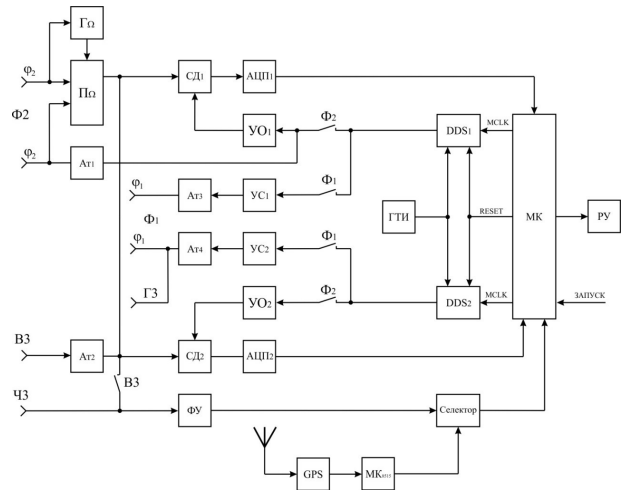 ГΩ
φ2
ПΩ
Ф2
φ2
Ат1
СД1
АЦП1
УО1
Ф2
DDS1
MCLK
φ1
Ат3
УС1
Ф1
Ф1
ГТИ
RESET
МК
РУ
φ1
Ат4
УС2
Ф1
Г3
УО2
Ф2
DDS2
MCLK
ЗАПУСК
В3
Ат2
СД2
АЦП2
В3
Ч3
ФУ
Селектор
GPS